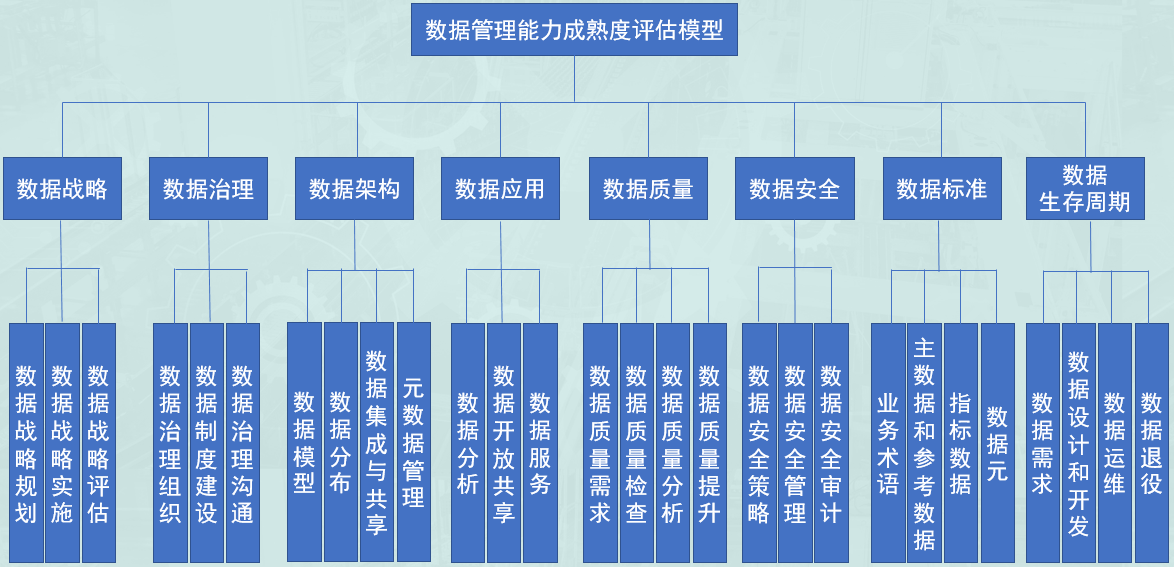 数据管理能力成熟度评估模型
数据战略
数据治理
数据架构
数据应用
数据质量
数据安全
数据标准
数据
生存周期
数据战略规划
数据战略实施
数据战略评估
数据治理组织
数据制度建设
数据治理沟通
数据模型
数据分布
数据集成与共享
元数据管理
数据分析
数据开放共享
数据服务
数据质量需求
数据质量检查
数据质量分析
数据质量提升
数据安全策略
数据安全管理
数据安全审计
业务术语
主数据和参考数据
指标数据
数据元
数据需求
数据设计和开发
数据运维
数据退役